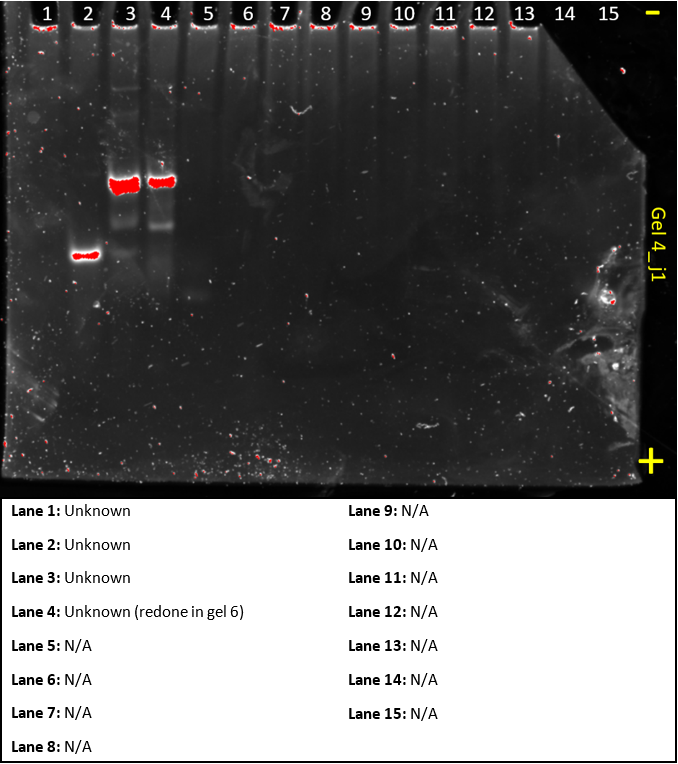 1 2 3 4 5 6 7 8 9 10 11 12 13 14 15 −
Gel 4_j1
+
Lane 1: Unknown
Lane 2: Unknown
Lane 3: Unknown
Lane 4: Unknown (redone in gel 6)
Lane 5: N/A
Lane 6: N/A
Lane 7: N/A
Lane 8: N/A
Lane 9: N/A
Lane 10: N/A
Lane 11: N/A
Lane 12: N/A
Lane 13: N/A
Lane 14: N/A
Lane 15: N/A